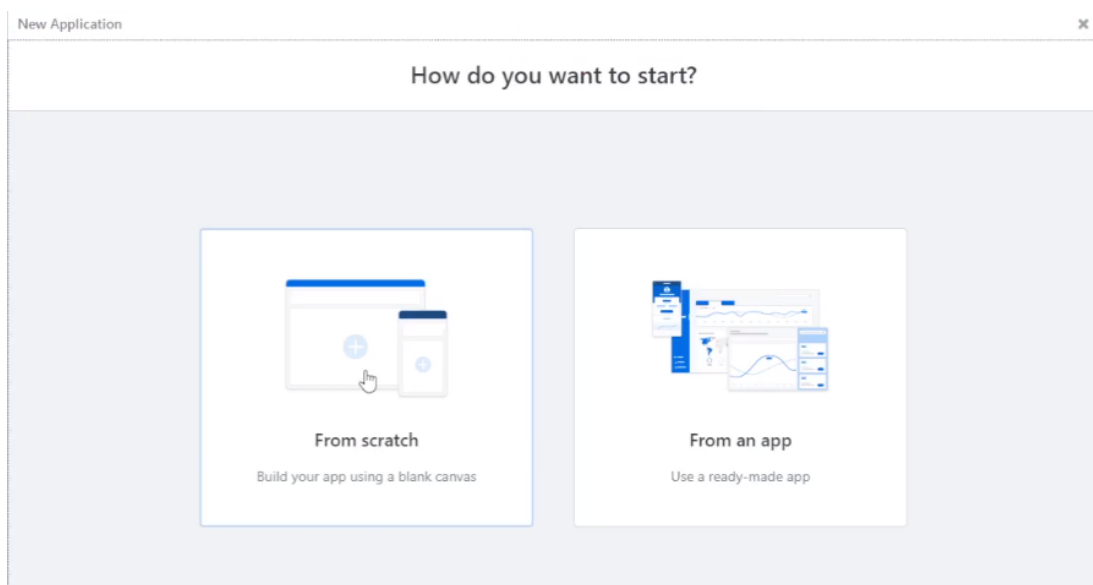 New Application
How do you want to start?
From scratch
Build your app using a blank canvas
From an app
Use a ready-made app